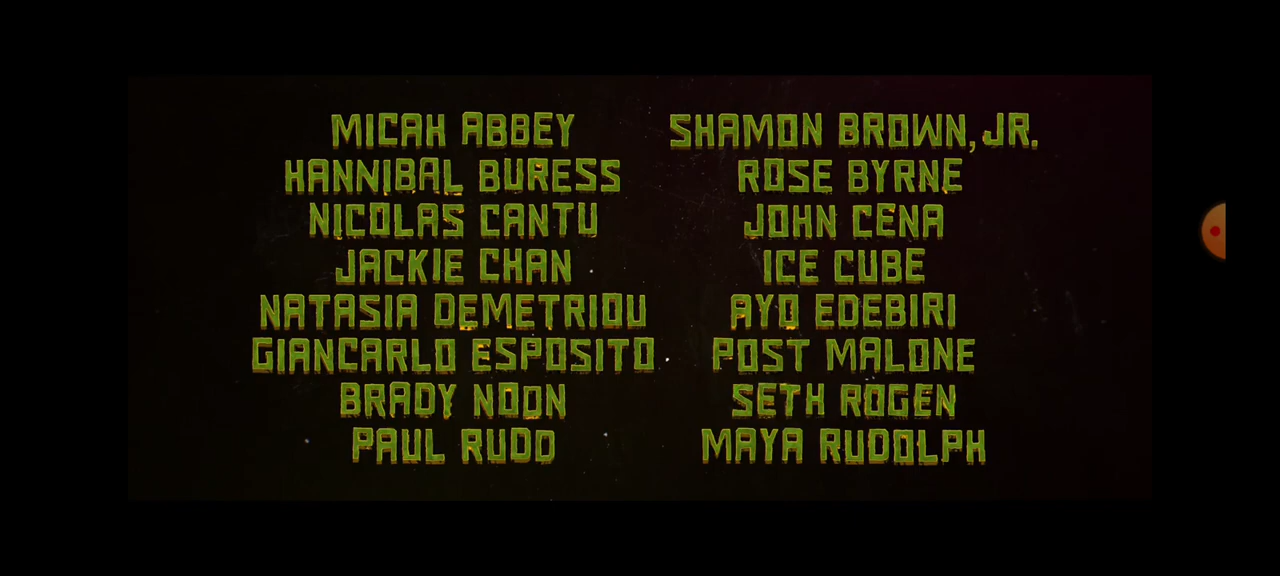 MICAH ABBEY SHAMON BROWN, JR.
HANNIBAL BURESS ROSE BYRNE
NICOLAS CANTU JOHN CENA
JACKIE CHAN ICE CUBE
NATASIA DEMETRIOU AYO EDEBIRI
GIANCARLO ESPOSITO POST MALONE
BRADY NOON SETH ROGEN
PAUL RUDD MAYA RUDOLPH